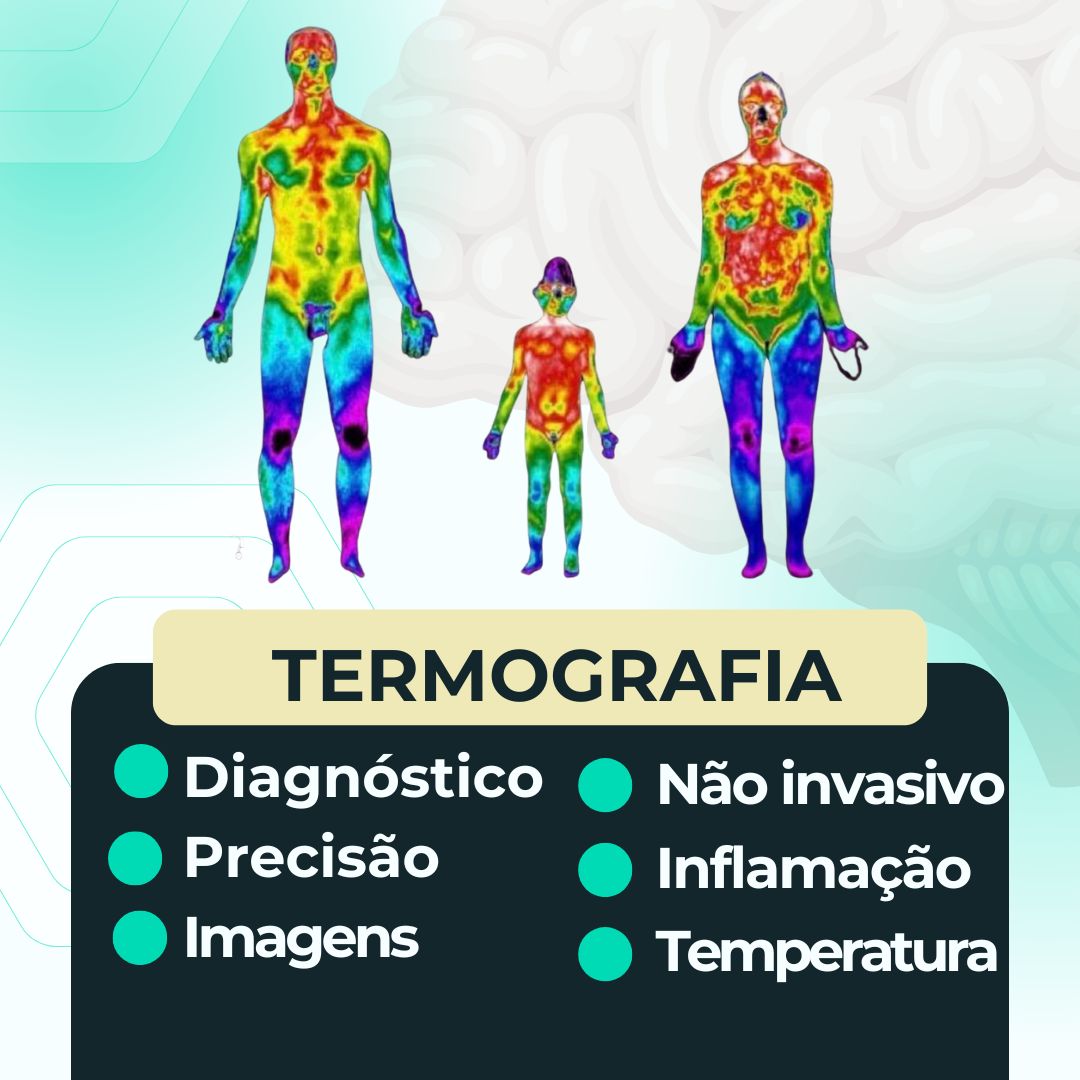 TERMOGRAFIA
Diagnóstico
Precisão
Imagens
Não invasivo
Inflamação
Temperatura